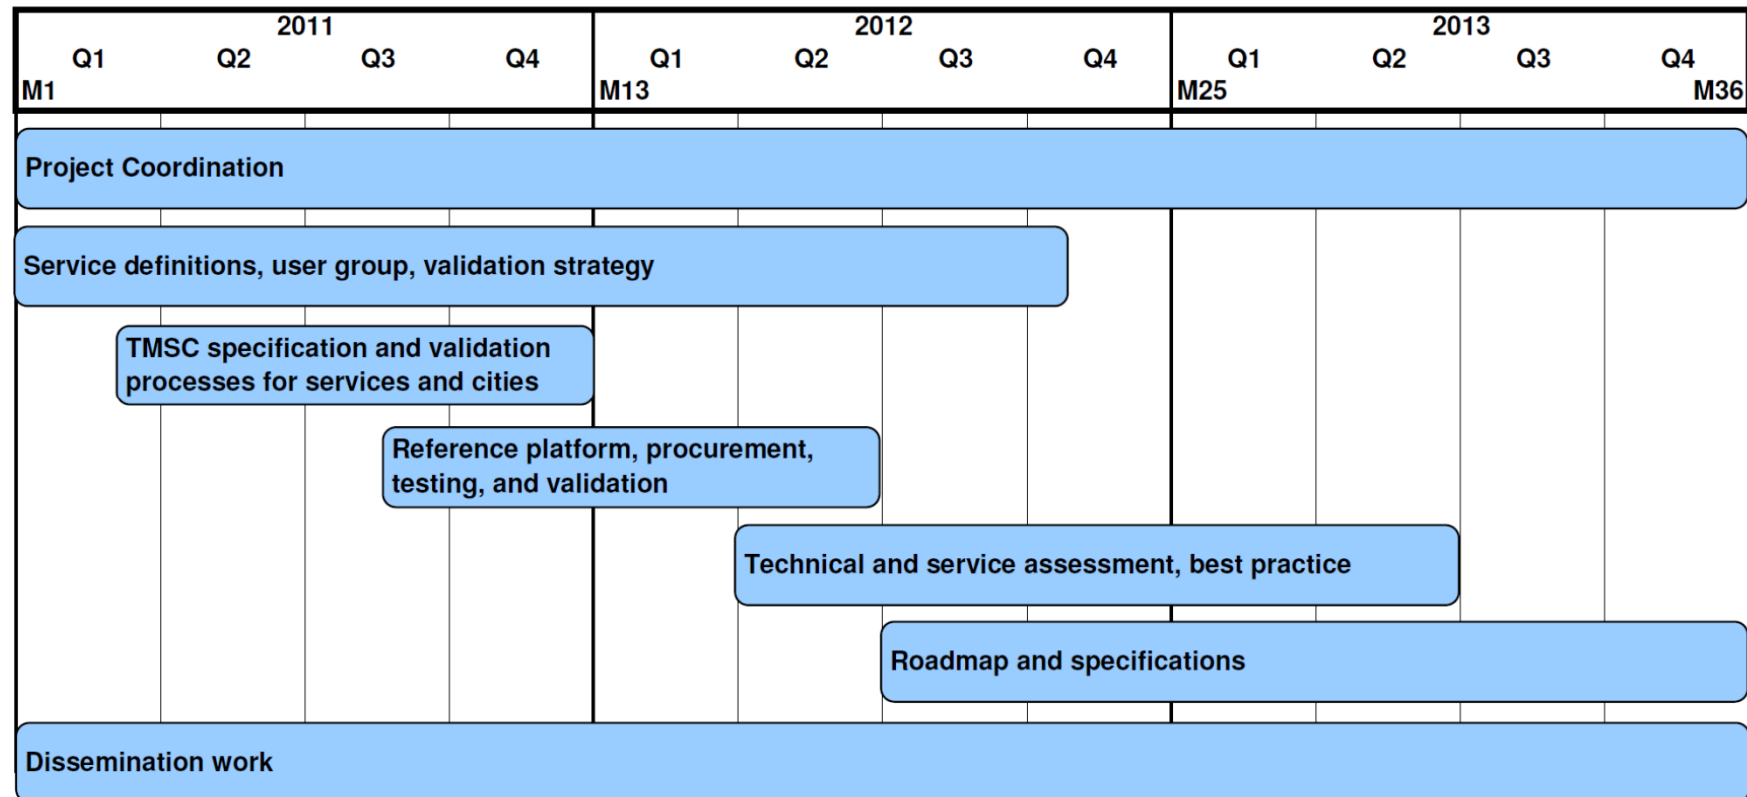 2011 2012 2013
Q1 Q2 Q3 Q4 Q1 Q2 Q3 Q4 Q1 Q2 Q3 Q4
M1 M13 M25 M36
Project Coordination
Service definitions, user group, validation strategy
TMSC specification and validation
processes for services and cities
Reference platform, procurement,
testing, and validation
Technical and service assessment, best practice
Roadmap and specifications
Dissemination work